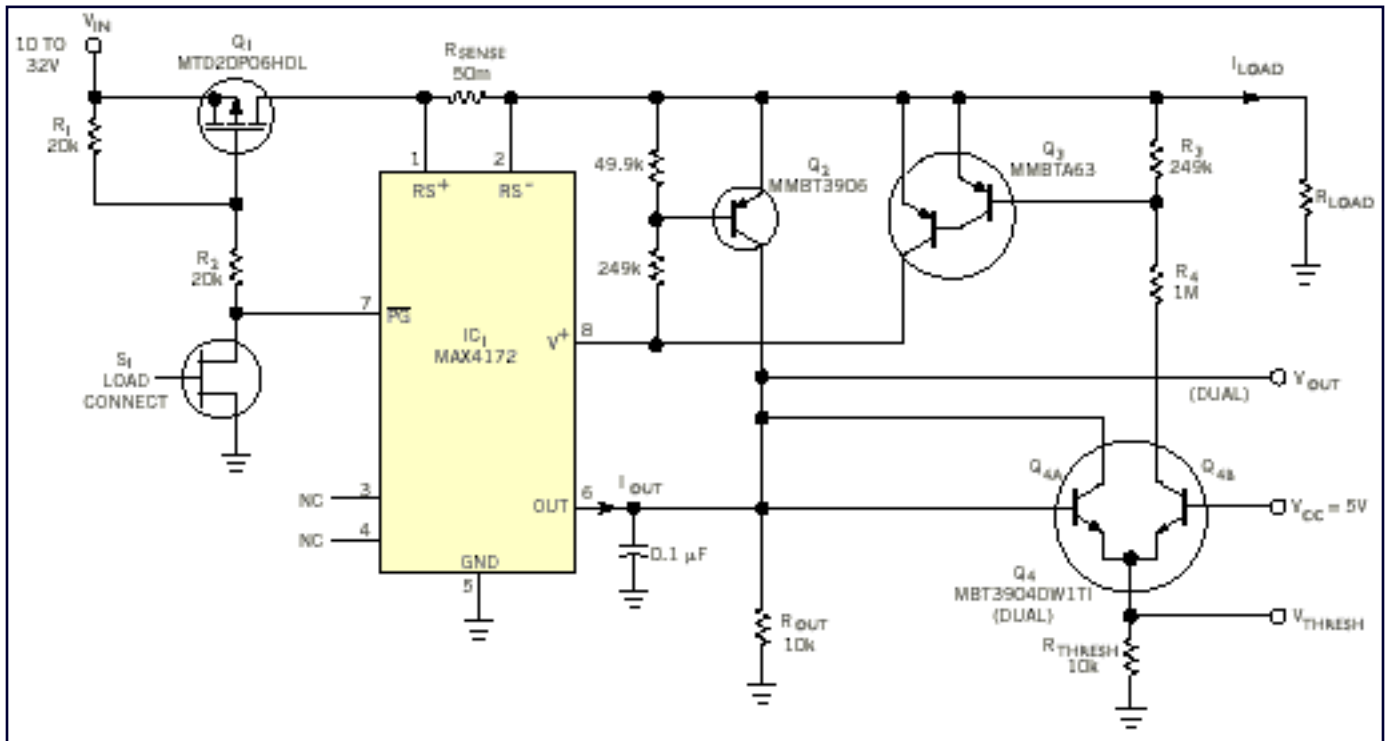 VIN
10 TO
32V
Q1
MTD20P06HDL
RSENSE
50m
ILOAD
R1
20k
1
2
RS+
RS-
49.9k
Q2
MMBT3906
Q3
MMBTA63
R3
249k
RLOAD
R2
20k
249k
R4
1M
7
PG
IC1
MAX4172
V+
8
S1
LOAD
CONNECT
(DUAL)
VOUT
Q4A
Q4B
NC
3
OUT
6
IOUT
VCC = 5V
NC
4
0.1 µF
GND
5
Q4
MBT3904DW1T1
(DUAL)
ROUT
10k
VTHRESH
RTHRESH
10k